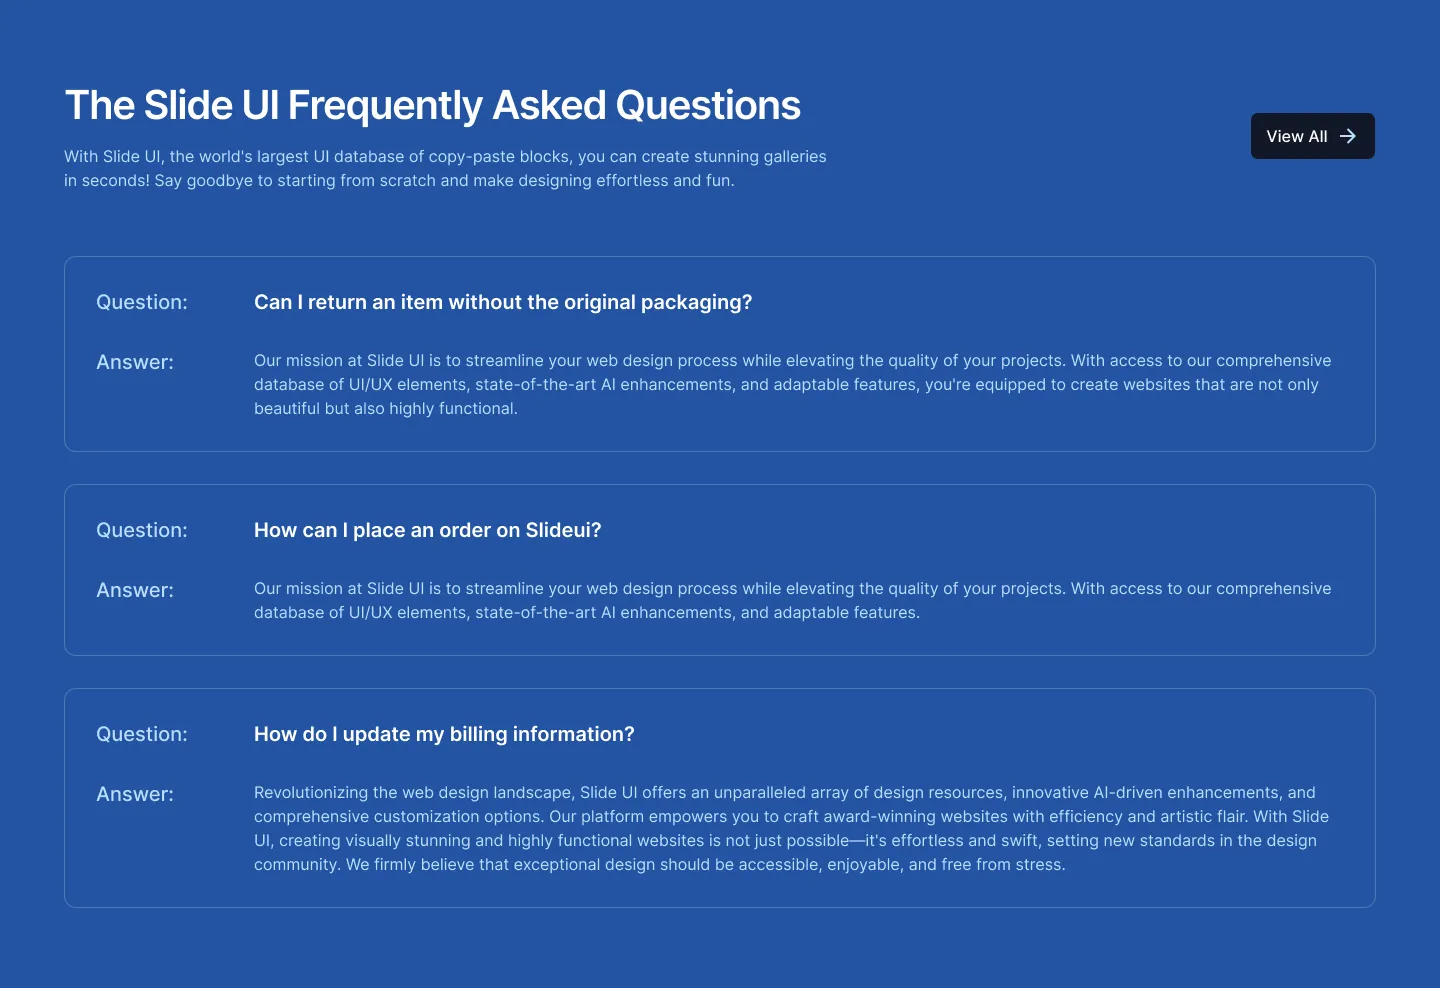 The Slide UI Frequently Asked Questions
With Slide UI, the world's largest UI database of copy-paste blocks, you can create stunning galleries
in seconds! Say goodbye to starting from scratch and make designing effortless and fun.
View All
Question:
Can I return an item without the original packaging?
Answer:
Our mission at Slide UI is to streamline your web design process while elevating the quality of your projects. With access to our comprehensive
database of UI/UX elements, state-of-the-art AI enhancements, and adaptable features, you're equipped to create websites that are not only
beautiful but also highly functional.
Question:
How can I place an order on Slideui?
Answer:
Our mission at Slide UI is to streamline your web design process while elevating the quality of your projects. With access to our comprehensive
database of UI/UX elements, state-of-the-art AI enhancements, and adaptable features.
Question:
How do I update my billing information?
Answer:
Revolutionizing the web design landscape, Slide UI offers an unparalleled array of design resources, innovative AI-driven enhancements, and
comprehensive customization options. Our platform empowers you to craft award-winning websites with efficiency and artistic flair. With Slide
UI, creating visually stunning and highly functional websites is not just possible—it's effortless and swift, setting new standards in the design
community. We firmly believe that exceptional design should be accessible, enjoyable, and free from stress.